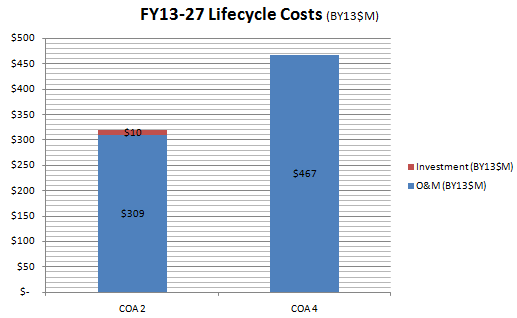 FY13-27 Lifecycle Costs (BY13$M)
$500
$450
$400
$350
$300
$250
$200
$150
$100
$50
$-
$10
$309
$467
COA 2
COA 4
Investment (BY13$M)
O&M (BY13$M)